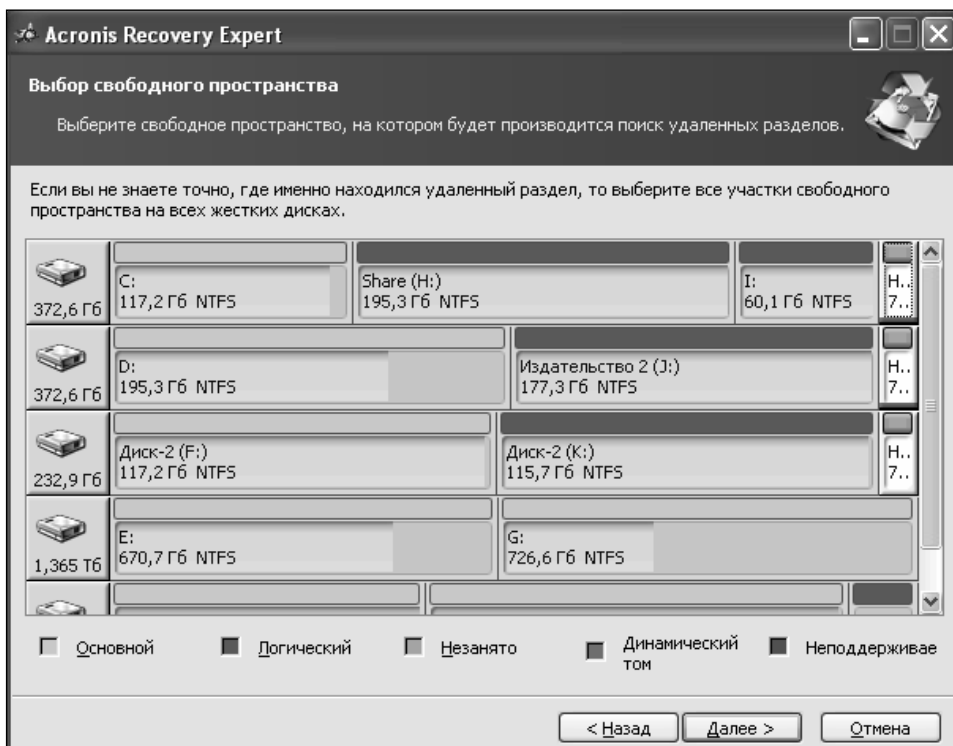 Acronis Recovery Expert
Выбор свободного пространства
Выберите свободное пространство, на котором будет производится поиск удаленных разделов.
Если вы не знаете точно, где именно находился удаленный раздел, то выберите все участки свободного
пространства на всех жестких дисках.
372,6 Гб
C:
117,2 Гб NTFS
Share (H:)
195,3 Гб NTFS
I:
60,1 Гб NTFS
Н..
7..
372,6 Гб
D:
195,3 Гб NTFS
Издательство 2 (J:)
177,3 Гб NTFS
Н..
7..
232,9 Гб
Диск-2 (F:)
117,2 Гб NTFS
Диск-2 (K:)
115,7 Гб NTFS
Н..
7..
1,365 Тб
E:
670,7 Гб NTFS
G:
726,6 Гб NTFS
Основной
Логический
Незанято
Динамический
том
Неподдерживае
< Назад
Далее >
Отмена